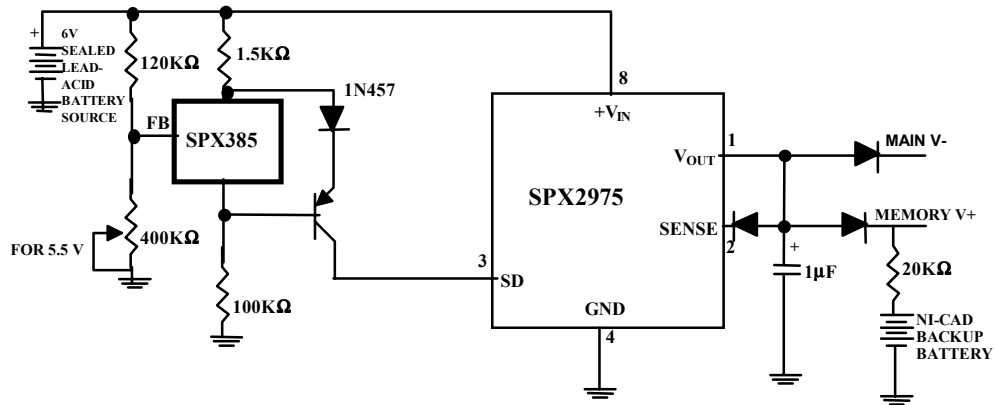 6V
SEALED
LEAD-
ACID
BATTERY
SOURCE
+
120KΩ
1.5KΩ
1N457
FB
SPX385
FOR 5.5 V
400KΩ
100KΩ
8
+VIN
VOUT
1
MAIN V-
SPX2975
SENSE
2
MEMORY V+
3
SD
+
1μF
20KΩ
GND
4
NI-CAD
BACKUP
BATTERY